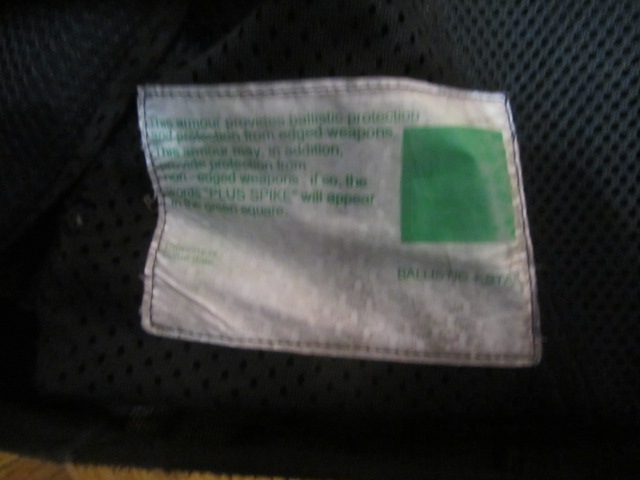 This armour provides ballistic protection
and protection from edged weapons.
This armour may, in addition,
provide protection from
non-edged weapons. if so, the
words "PLUS SPIKE" will appear
in the green square.
BALLISTIC